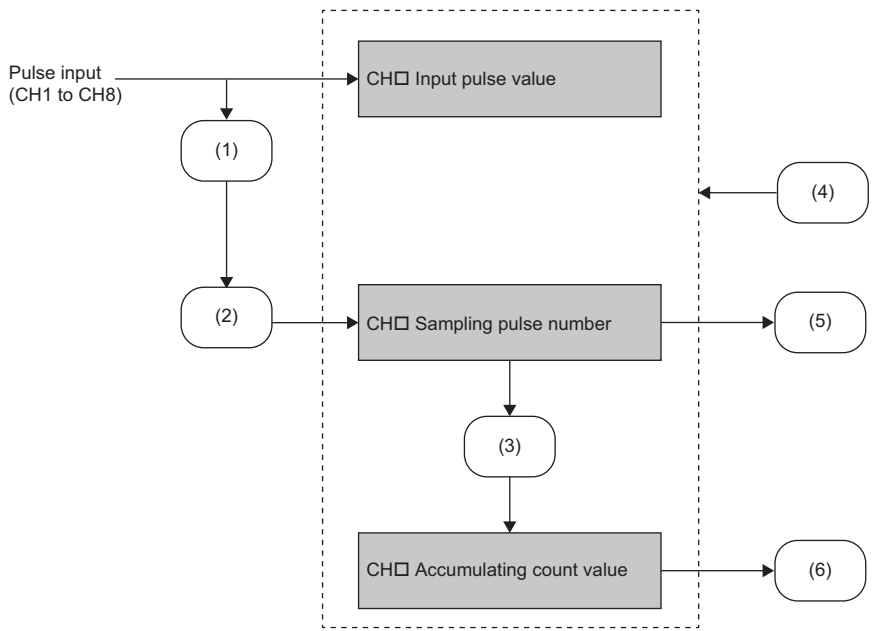 Pulse input
(CH1 to CH8)
CH□ Input pulse value
(1)
(4)
(2)
CH□ Sampling pulse number
(5)
(3)
CH□ Accumulating count value
(6)